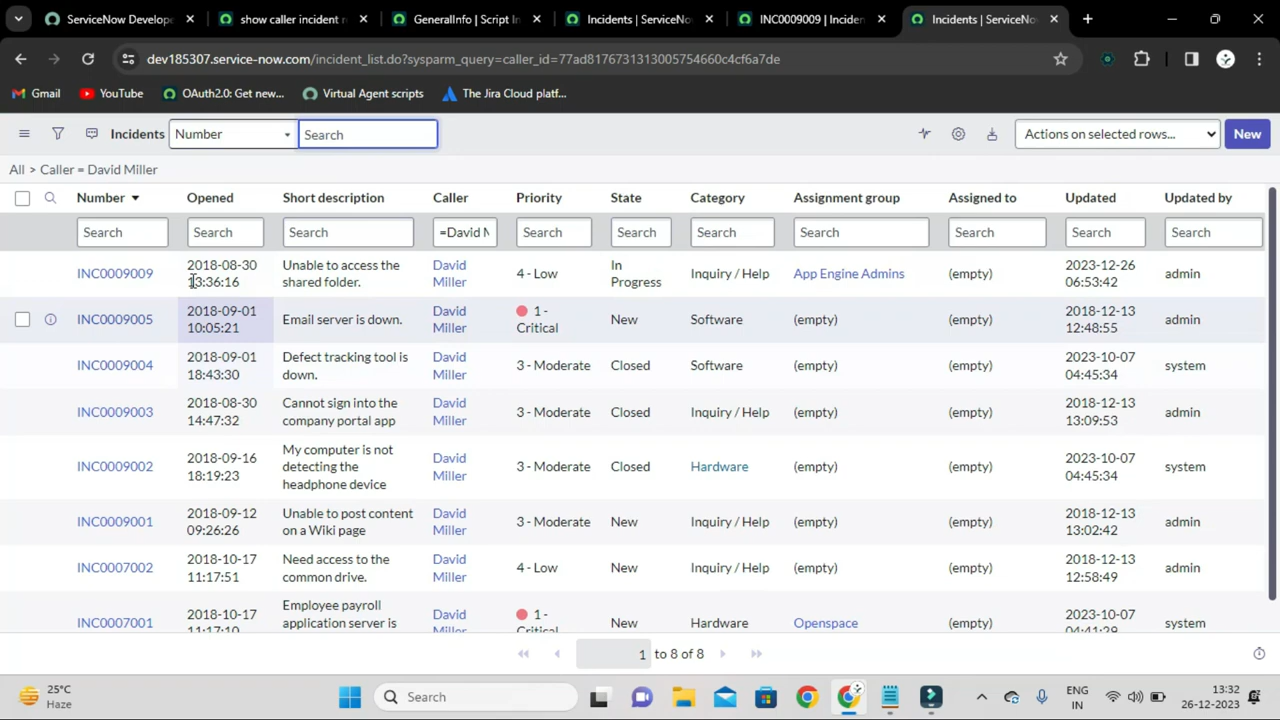 ServiceNow Develope
show caller incident r
GeneralInfo | Script In
Incidents | ServiceNo
INC0009009 | Inciden
Incidents | ServiceNo
dev185307.service-now.com/incident_list.do?sysparm_query=caller_id=77ad8176731313005754660c4cf6a7de
Gmail
YouTube
OAuth2.0: Get new...
Virtual Agent scripts
The Jira Cloud platf...
Incidents
Number
Search
Actions on selected rows...
New
All > Caller = David Miller
Number Opened Short description Caller Priority State Category Assignment group Assigned to Updated Updated by
Search Search Search =David M Search Search Search Search Search Search Search
INC0009009
2018-08-30
13:36:16
Unable to access the
shared folder.
David
Miller
4 - Low
In
Progress
Inquiry / Help
App Engine Admins
(empty)
2023-12-26
06:53:42
admin
INC0009005
2018-09-01
10:05:21
Email server is down.
David
Miller
1 -
Critical
New
Software
(empty)
(empty)
2018-12-13
12:48:55
admin
INC0009004
2018-09-01
18:43:30
Defect tracking tool is
down.
David
Miller
3 - Moderate
Closed
Software
(empty)
(empty)
2023-10-07
04:45:34
system
INC0009003
2018-08-30
14:47:32
Cannot sign into the
company portal app
David
Miller
3 - Moderate
Closed
Inquiry / Help
(empty)
(empty)
2018-12-13
13:09:53
admin
INC0009002
2018-09-16
18:19:23
My computer is not
detecting the
headphone device
David
Miller
3 - Moderate
Closed
Hardware
(empty)
(empty)
2023-10-07
04:45:34
system
INC0009001
2018-09-12
09:26:26
Unable to post content
on a Wiki page
David
Miller
3 - Moderate
New
Inquiry / Help
(empty)
(empty)
2018-12-13
13:02:42
admin
INC0007002
2018-10-17
11:17:51
Need access to the
common drive.
David
Miller
4 - Low
New
Inquiry / Help
(empty)
(empty)
2018-12-13
12:58:49
admin
INC0007001
2018-10-17
11:17:10
Employee payroll
application server is
David
Miller
1 -
Critical
New
Hardware
Openspace
(empty)
2023-10-07
04:41:29
system
1 to 8 of 8
25°C
Haze
Search
ENG
IN
13:32
26-12-2023